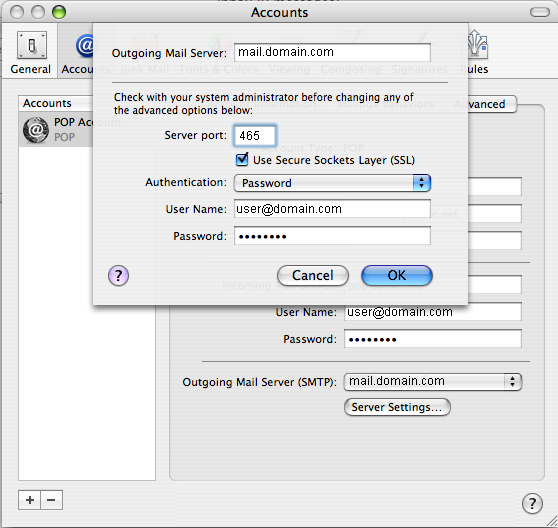 Accounts
Outgoing Mail Server: mail.domain.com
General Accounts Junk Mail Fonts & Colors Viewing Composing Signatures Rules
Check with your system administrator before changing any of
the advanced options below:
Accounts
Advanced
POP Account
POP
Server port: 465
Account Type: POP
Use Secure Sockets Layer (SSL)
Authentication: Password
User Name: user@domain.com
Password: ••••••••
? Cancel OK
User Name: user@domain.com
Password: ••••••••
Outgoing Mail Server (SMTP): mail.domain.com
Server Settings...
+ − ?